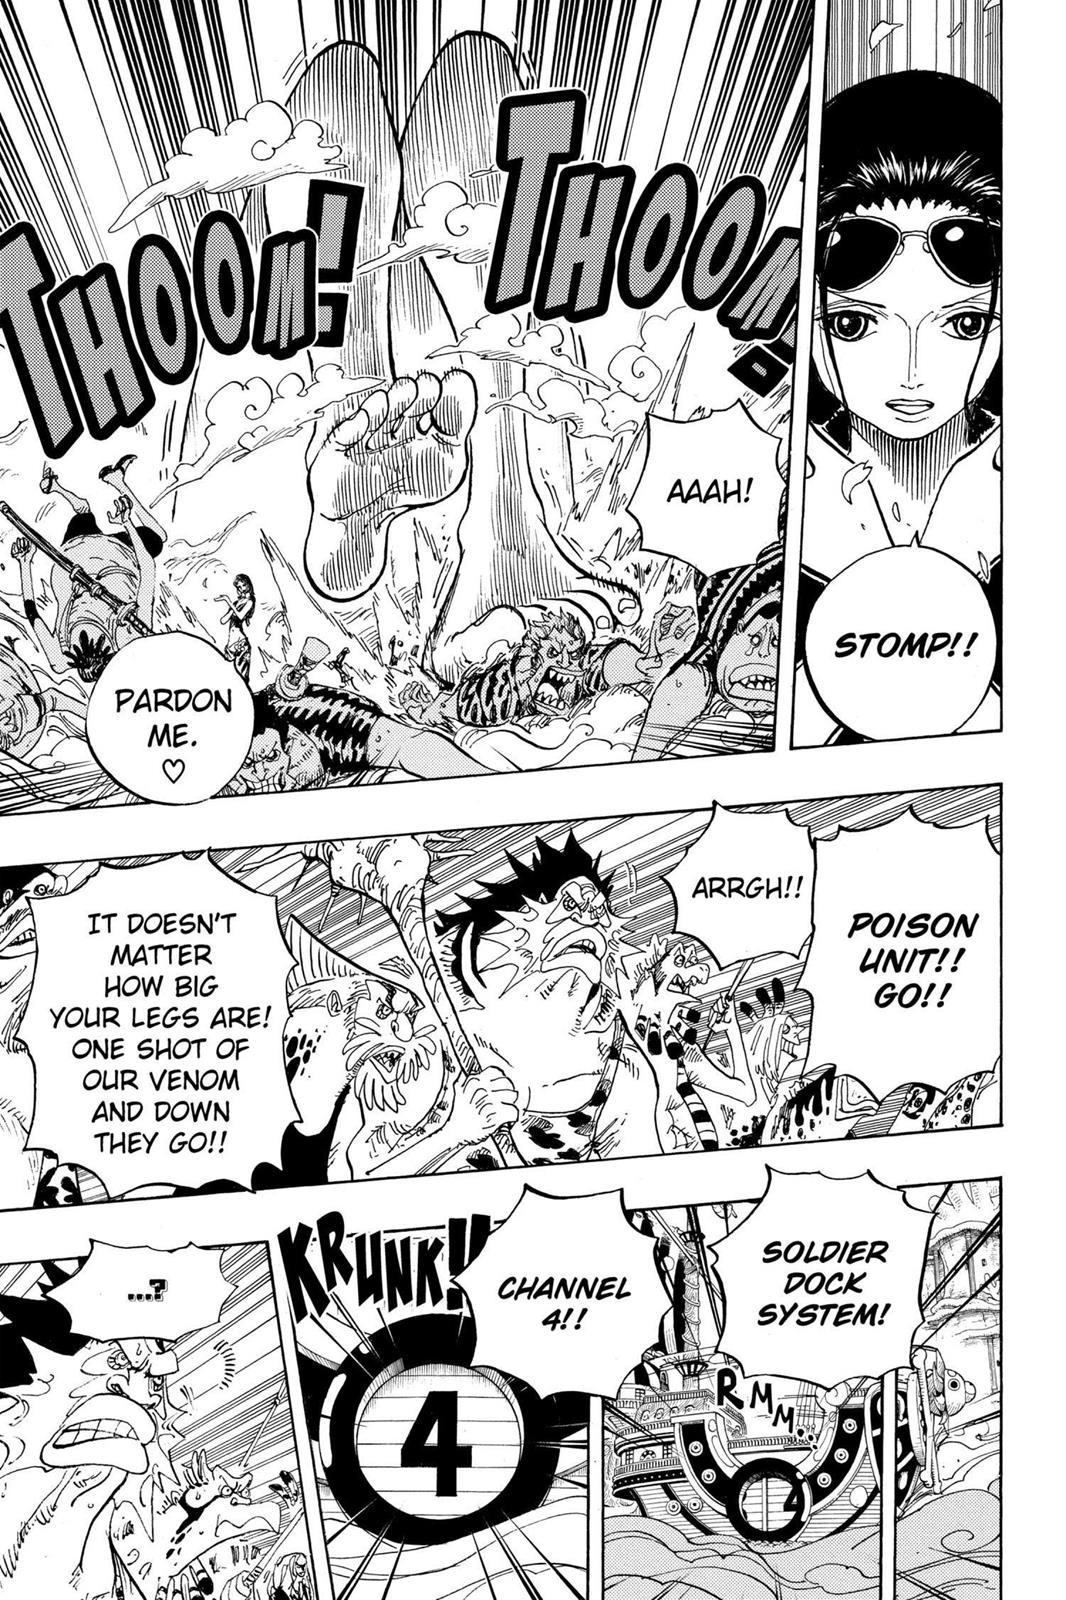 STOMP!!
THOOM!
THOOM!
AAAH!
PARDON
ME.
♡
POISON
UNIT!!
GO!!
ARRGH!!
IT DOESN'T
MATTER
HOW BIG
YOUR LEGS ARE!
ONE SHOT OF
OUR VENOM
AND DOWN
THEY GO!!
SOLDIER
DOCK
SYSTEM!
RMM...
4
CHANNEL
4!!
KRUNK!!
4
....?